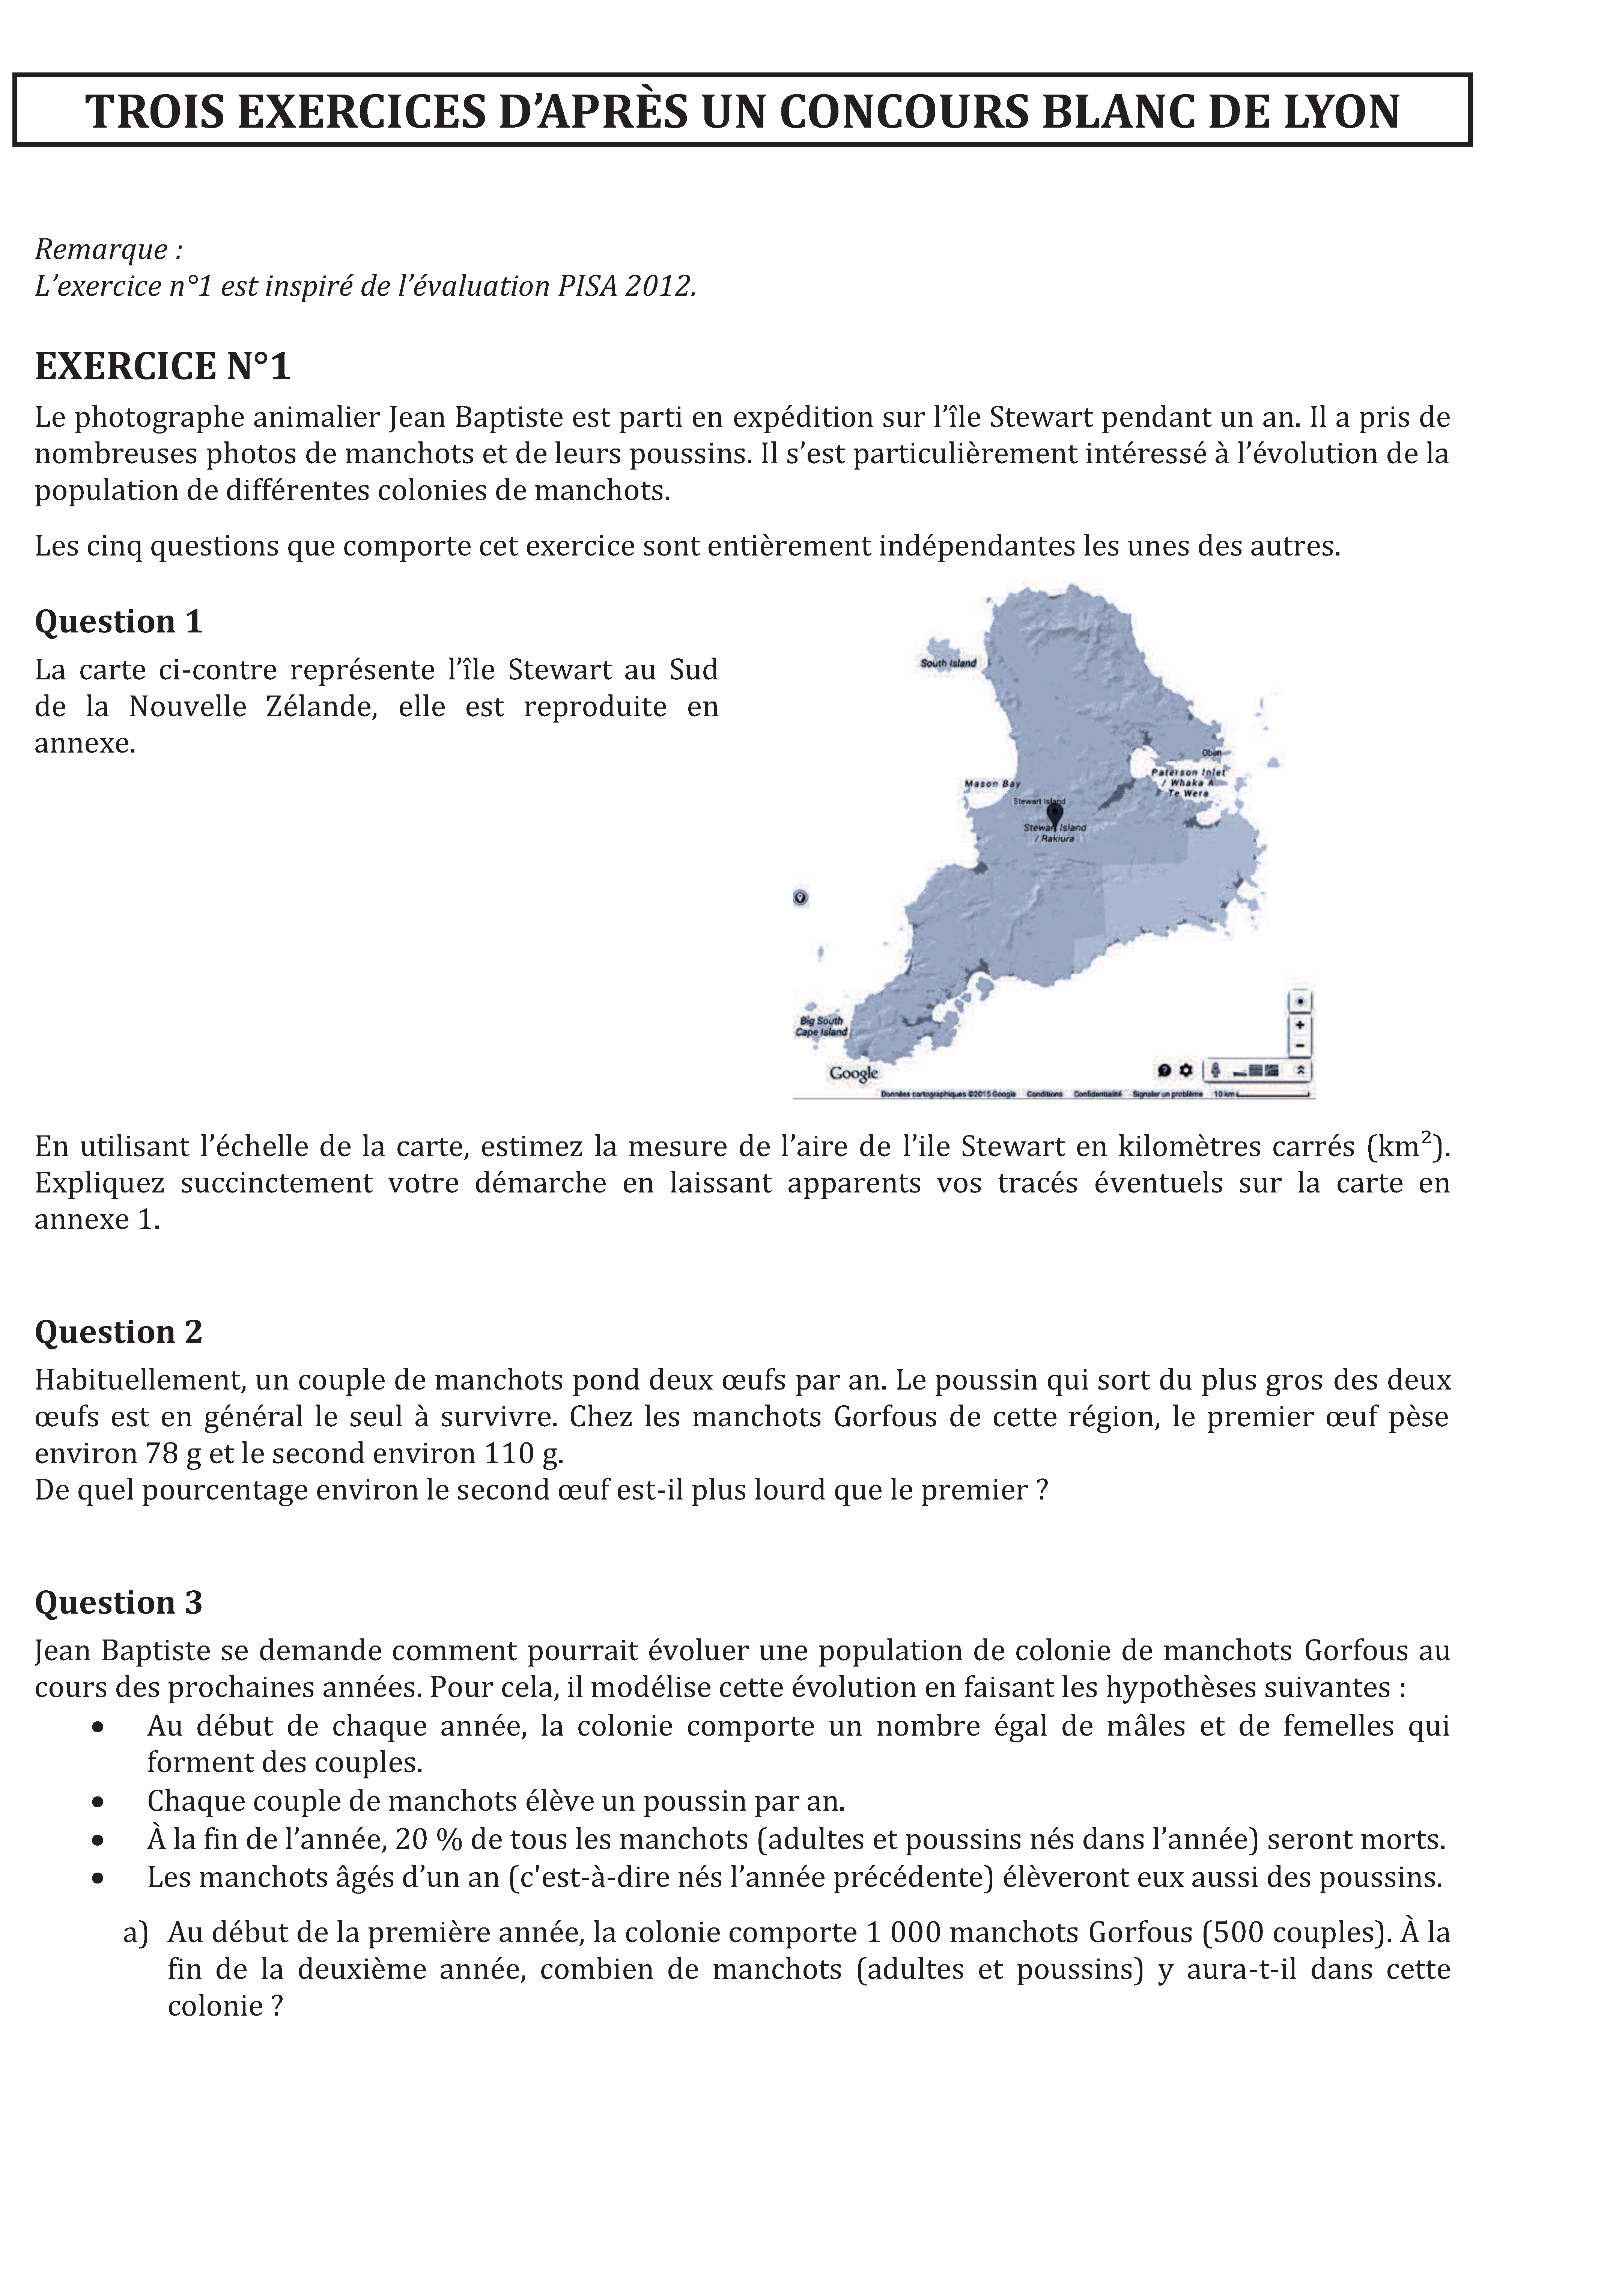 TROIS EXERCICES D’APRÈS UN CONCOURS BLANC DE LYON
Remarque :
L’exercice n°1 est inspiré de l’évaluation PISA 2012.
EXERCICE N°1
Le photographe animalier Jean Baptiste est parti en expédition sur l’île Stewart pendant un an. Il a pris de
nombreuses photos de manchots et de leurs poussins. Il s’est particulièrement intéressé à l’évolution de la
population de différentes colonies de manchots.
Les cinq questions que comporte cet exercice sont entièrement indépendantes les unes des autres.
Question 1
La carte ci-contre représente l’île Stewart au Sud
de la Nouvelle Zélande, elle est reproduite en
annexe.
South Island
Oban
Paterson Inlet
/ Whaka A
Te Wera
Mason Bay
Stewart Island
Stewart Island
/ Rakiura
Big South
Cape Island
Google
Données cartographiques ©2015 Google Conditions Confidentialité Signaler un problème 10 km
En utilisant l’échelle de la carte, estimez la mesure de l’aire de l’ile Stewart en kilomètres carrés (km²).
Expliquez succinctement votre démarche en laissant apparents vos tracés éventuels sur la carte en
annexe 1.
Question 2
Habituellement, un couple de manchots pond deux œufs par an. Le poussin qui sort du plus gros des deux
œufs est en général le seul à survivre. Chez les manchots Gorfous de cette région, le premier œuf pèse
environ 78 g et le second environ 110 g.
De quel pourcentage environ le second œuf est-il plus lourd que le premier ?
Question 3
Jean Baptiste se demande comment pourrait évoluer une population de colonie de manchots Gorfous au
cours des prochaines années. Pour cela, il modélise cette évolution en faisant les hypothèses suivantes :
• Au début de chaque année, la colonie comporte un nombre égal de mâles et de femelles qui
forment des couples.
• Chaque couple de manchots élève un poussin par an.
• À la fin de l’année, 20 % de tous les manchots (adultes et poussins nés dans l’année) seront morts.
• Les manchots âgés d’un an (c'est-à-dire nés l’année précédente) élèveront eux aussi des poussins.
a) Au début de la première année, la colonie comporte 1 000 manchots Gorfous (500 couples). À la
fin de la deuxième année, combien de manchots (adultes et poussins) y aura-t-il dans cette
colonie ?